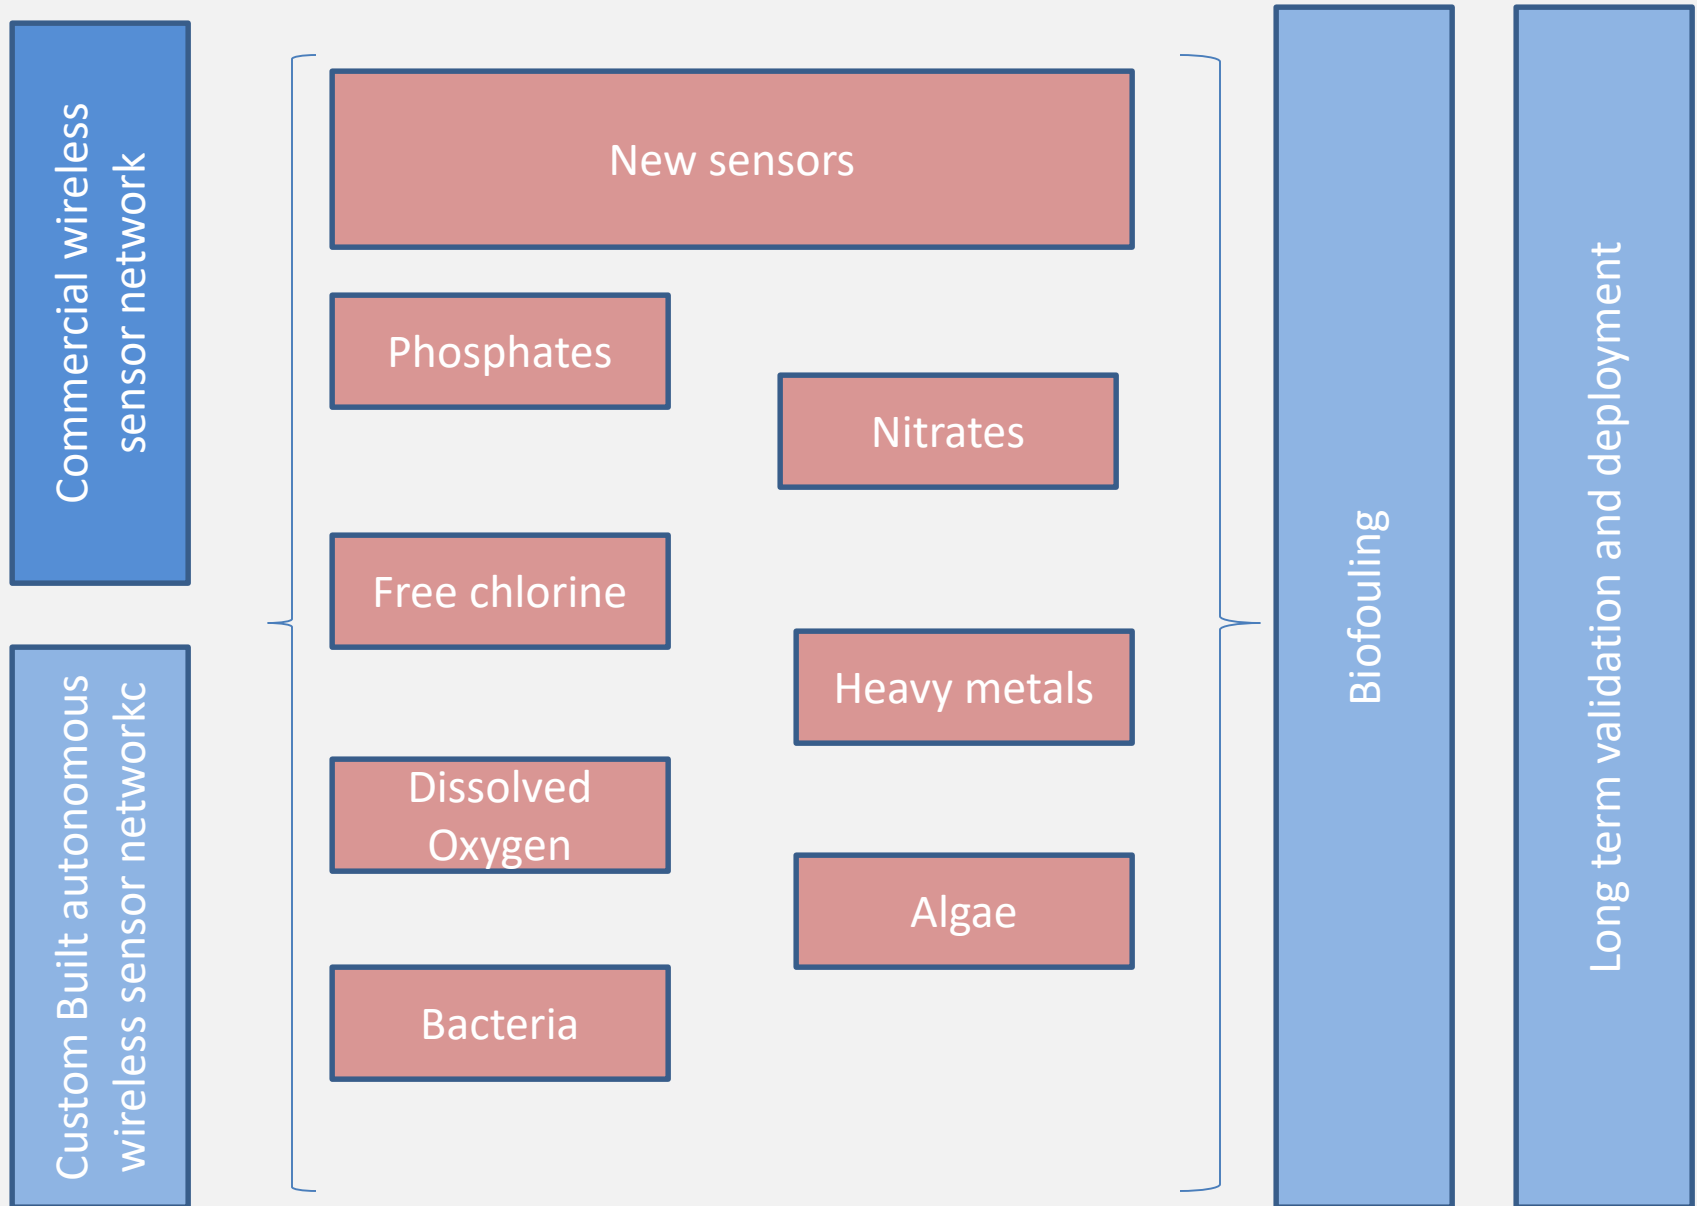 Commercial wireless
sensor network
Custom Built autonomous
wireless sensor networkc
New sensors
Phosphates
Nitrates
Free chlorine
Heavy metals
Dissolved
Oxygen
Algae
Bacteria
Biofouling
Long term validation and deployment